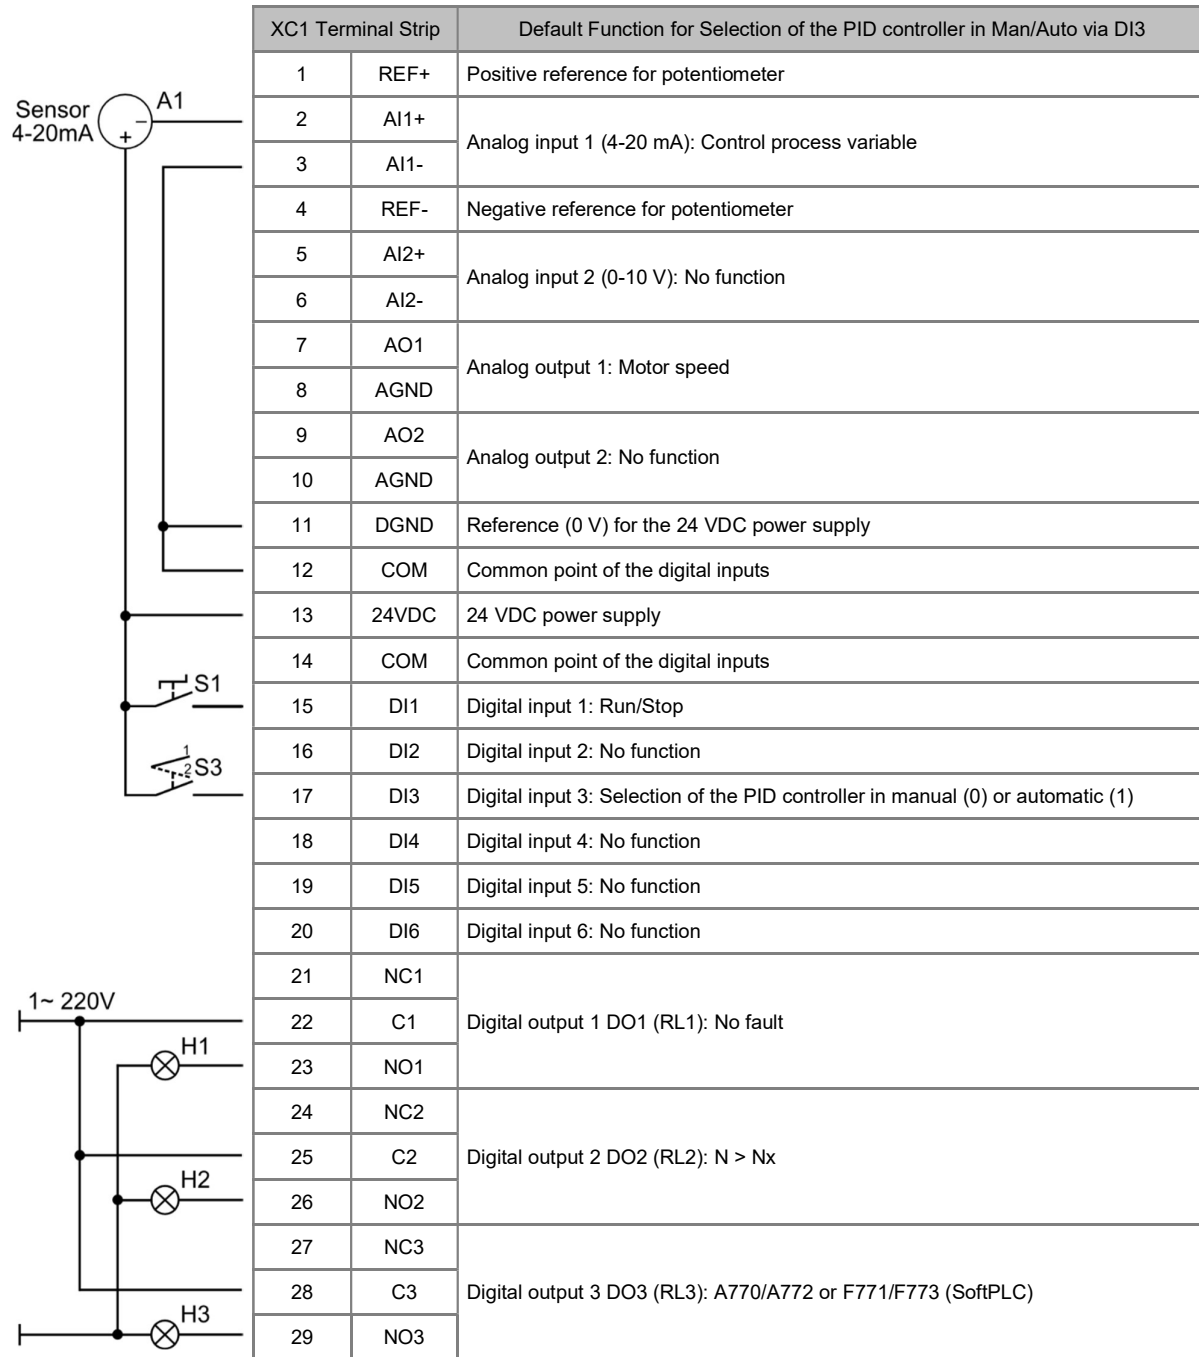 XC1 Terminal Strip Default Function for Selection of the PID controller in Man/Auto via DI3
1 REF+ Positive reference for potentiometer
Sensor
4-20mA
A1
+
−
2 AI1+
Analog input 1 (4-20 mA): Control process variable
3 AI1-
4 REF- Negative reference for potentiometer
5 AI2+
Analog input 2 (0-10 V): No function
6 AI2-
7 AO1
Analog output 1: Motor speed
8 AGND
9 AO2
Analog output 2: No function
10 AGND
11 DGND Reference (0 V) for the 24 VDC power supply
12 COM Common point of the digital inputs
13 24VDC 24 VDC power supply
14 COM Common point of the digital inputs
S1
15 DI1 Digital input 1: Run/Stop
16 DI2 Digital input 2: No function
1
2
S3
17 DI3 Digital input 3: Selection of the PID controller in manual (0) or automatic (1)
18 DI4 Digital input 4: No function
19 DI5 Digital input 5: No function
20 DI6 Digital input 6: No function
21 NC1
1~ 220V
22 C1 Digital output 1 DO1 (RL1): No fault
H1
23 NO1
24 NC2
25 C2 Digital output 2 DO2 (RL2): N > Nx
H2
26 NO2
27 NC3
28 C3 Digital output 3 DO3 (RL3): A770/A772 or F771/F773 (SoftPLC)
H3
29 NO3